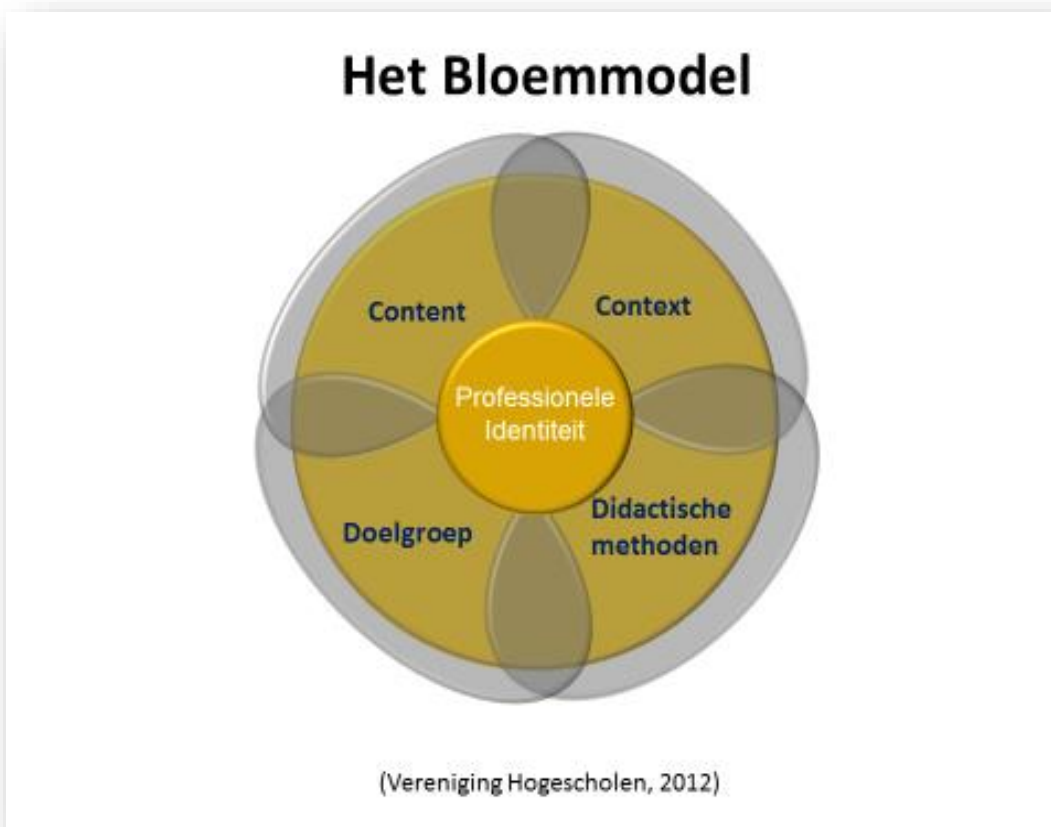 Het Bloemmodel
Content
Context
Professionele
Identiteit
Doelgroep
Didactische
methoden
(Vereniging Hogescholen, 2012)